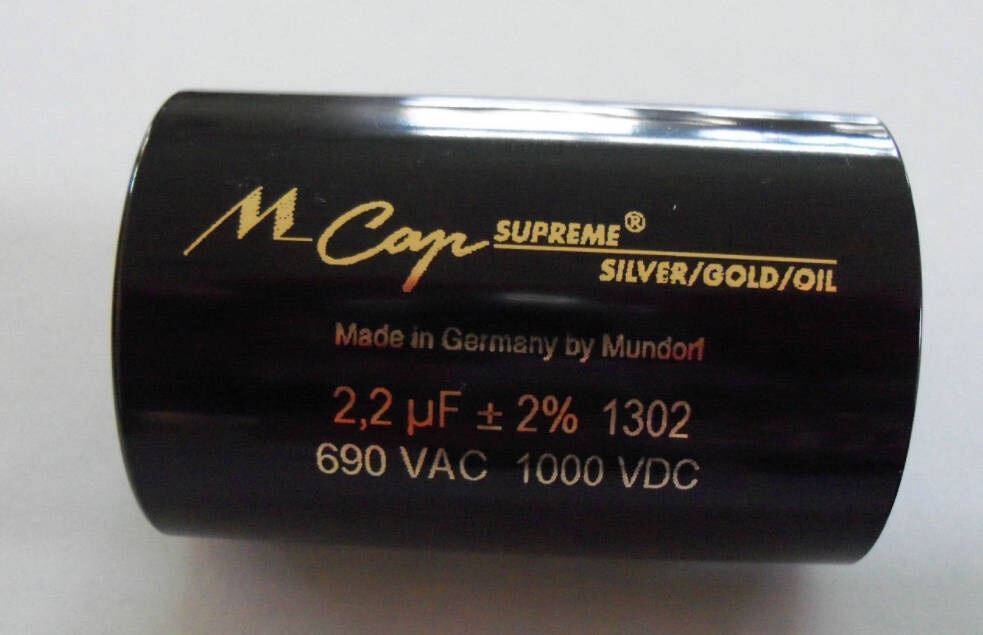 M Cap SUPREME®
SILVER/GOLD/OIL
Made in Germany by Mundorf
2,2 µF ± 2% 1302
690 VAC 1000 VDC